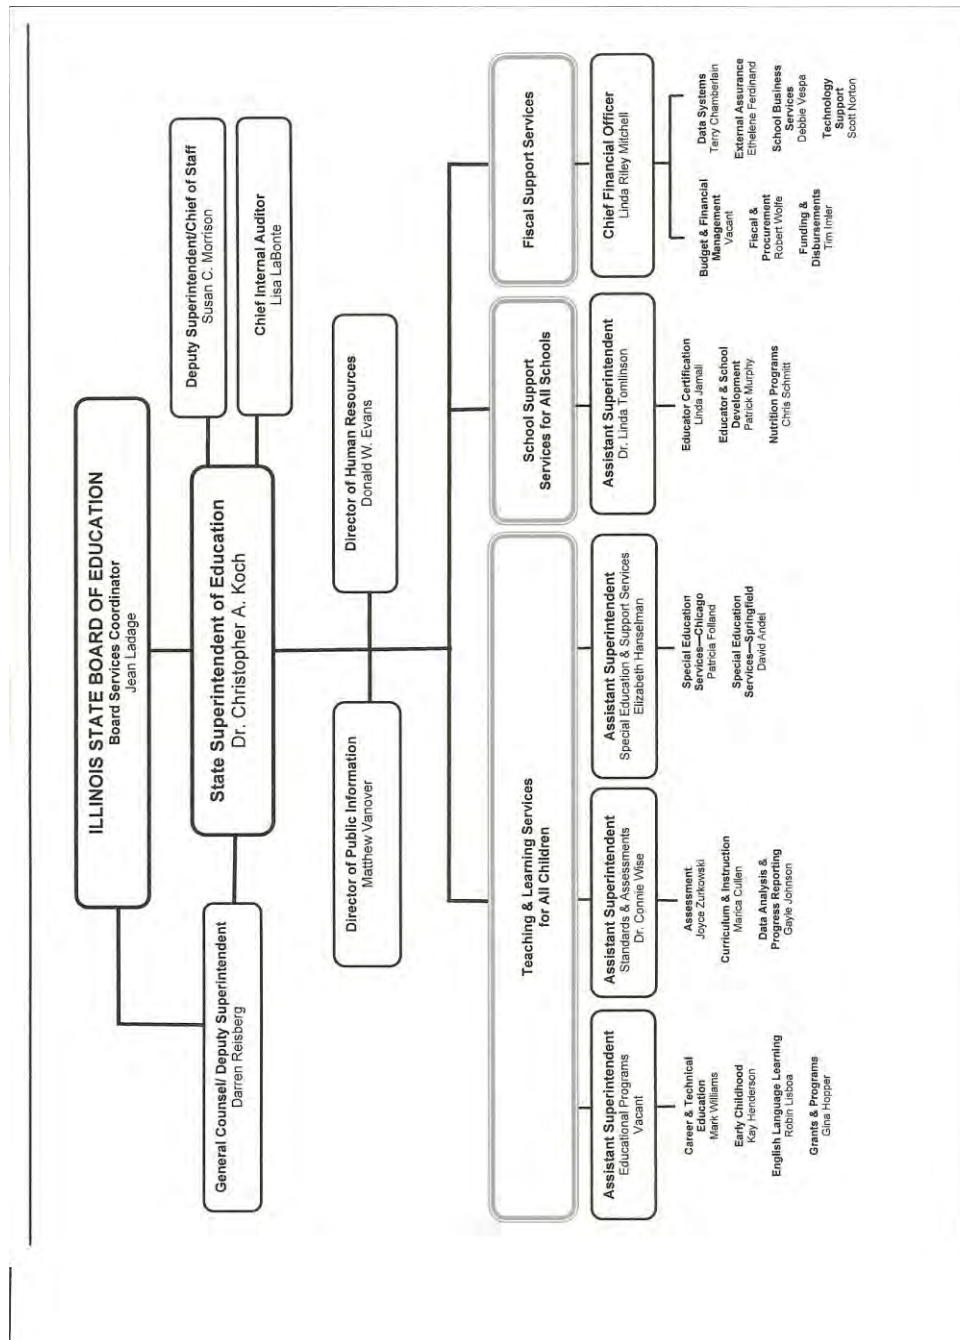 ILLINOIS STATE BOARD OF EDUCATION
Board Services Coordinator
Jean Ladage
General Counsel/ Deputy Superintendent
Darren Reisberg
State Superintendent of Education
Dr. Christopher A. Koch
Deputy Superintendent/Chief of Staff
Susan C. Morrison
Chief Internal Auditor
Lisa LaBonte
Director of Public Information
Matthew Vanover
Director of Human Resources
Donald W. Evans
Teaching & Learning Services
for All Children
School Support
Services for All Schools
Fiscal Support Services
Assistant Superintendent
Educational Programs
Vacant
Career & Technical
Education
Mark Williams
Early Childhood
Kay Henderson
English Language Learning
Robin Lisboa
Grants & Programs
Gina Hopper
Assistant Superintendent
Standards & Assessments
Dr. Connie Wise
Assessment
Joyce Zurkowski
Curriculum & Instruction
Marica Cullen
Data Analysis &
Progress Reporting
Gayle Johnson
Assistant Superintendent
Special Education & Support Services
Elizabeth Hanselman
Special Education
Services—Chicago
Patricia Folland
Special Education
Services—Springfield
David Andel
Assistant Superintendent
Dr. Linda Tomlinson
Educator Certification
Linda Jamali
Educator & School
Development
Patrick Murphy
Nutrition Programs
Chris Schmitt
Chief Financial Officer
Linda Riley Mitchell
Budget & Financial
Management
Vacant
Fiscal &
Procurement
Robert Wolfe
Funding &
Disbursements
Tim Imler
Data Systems
Terry Chamberlain
External Assurance
Ethelene Ferdinand
School Business
Services
Debbie Vespa
Technology
Support
Scott Norton